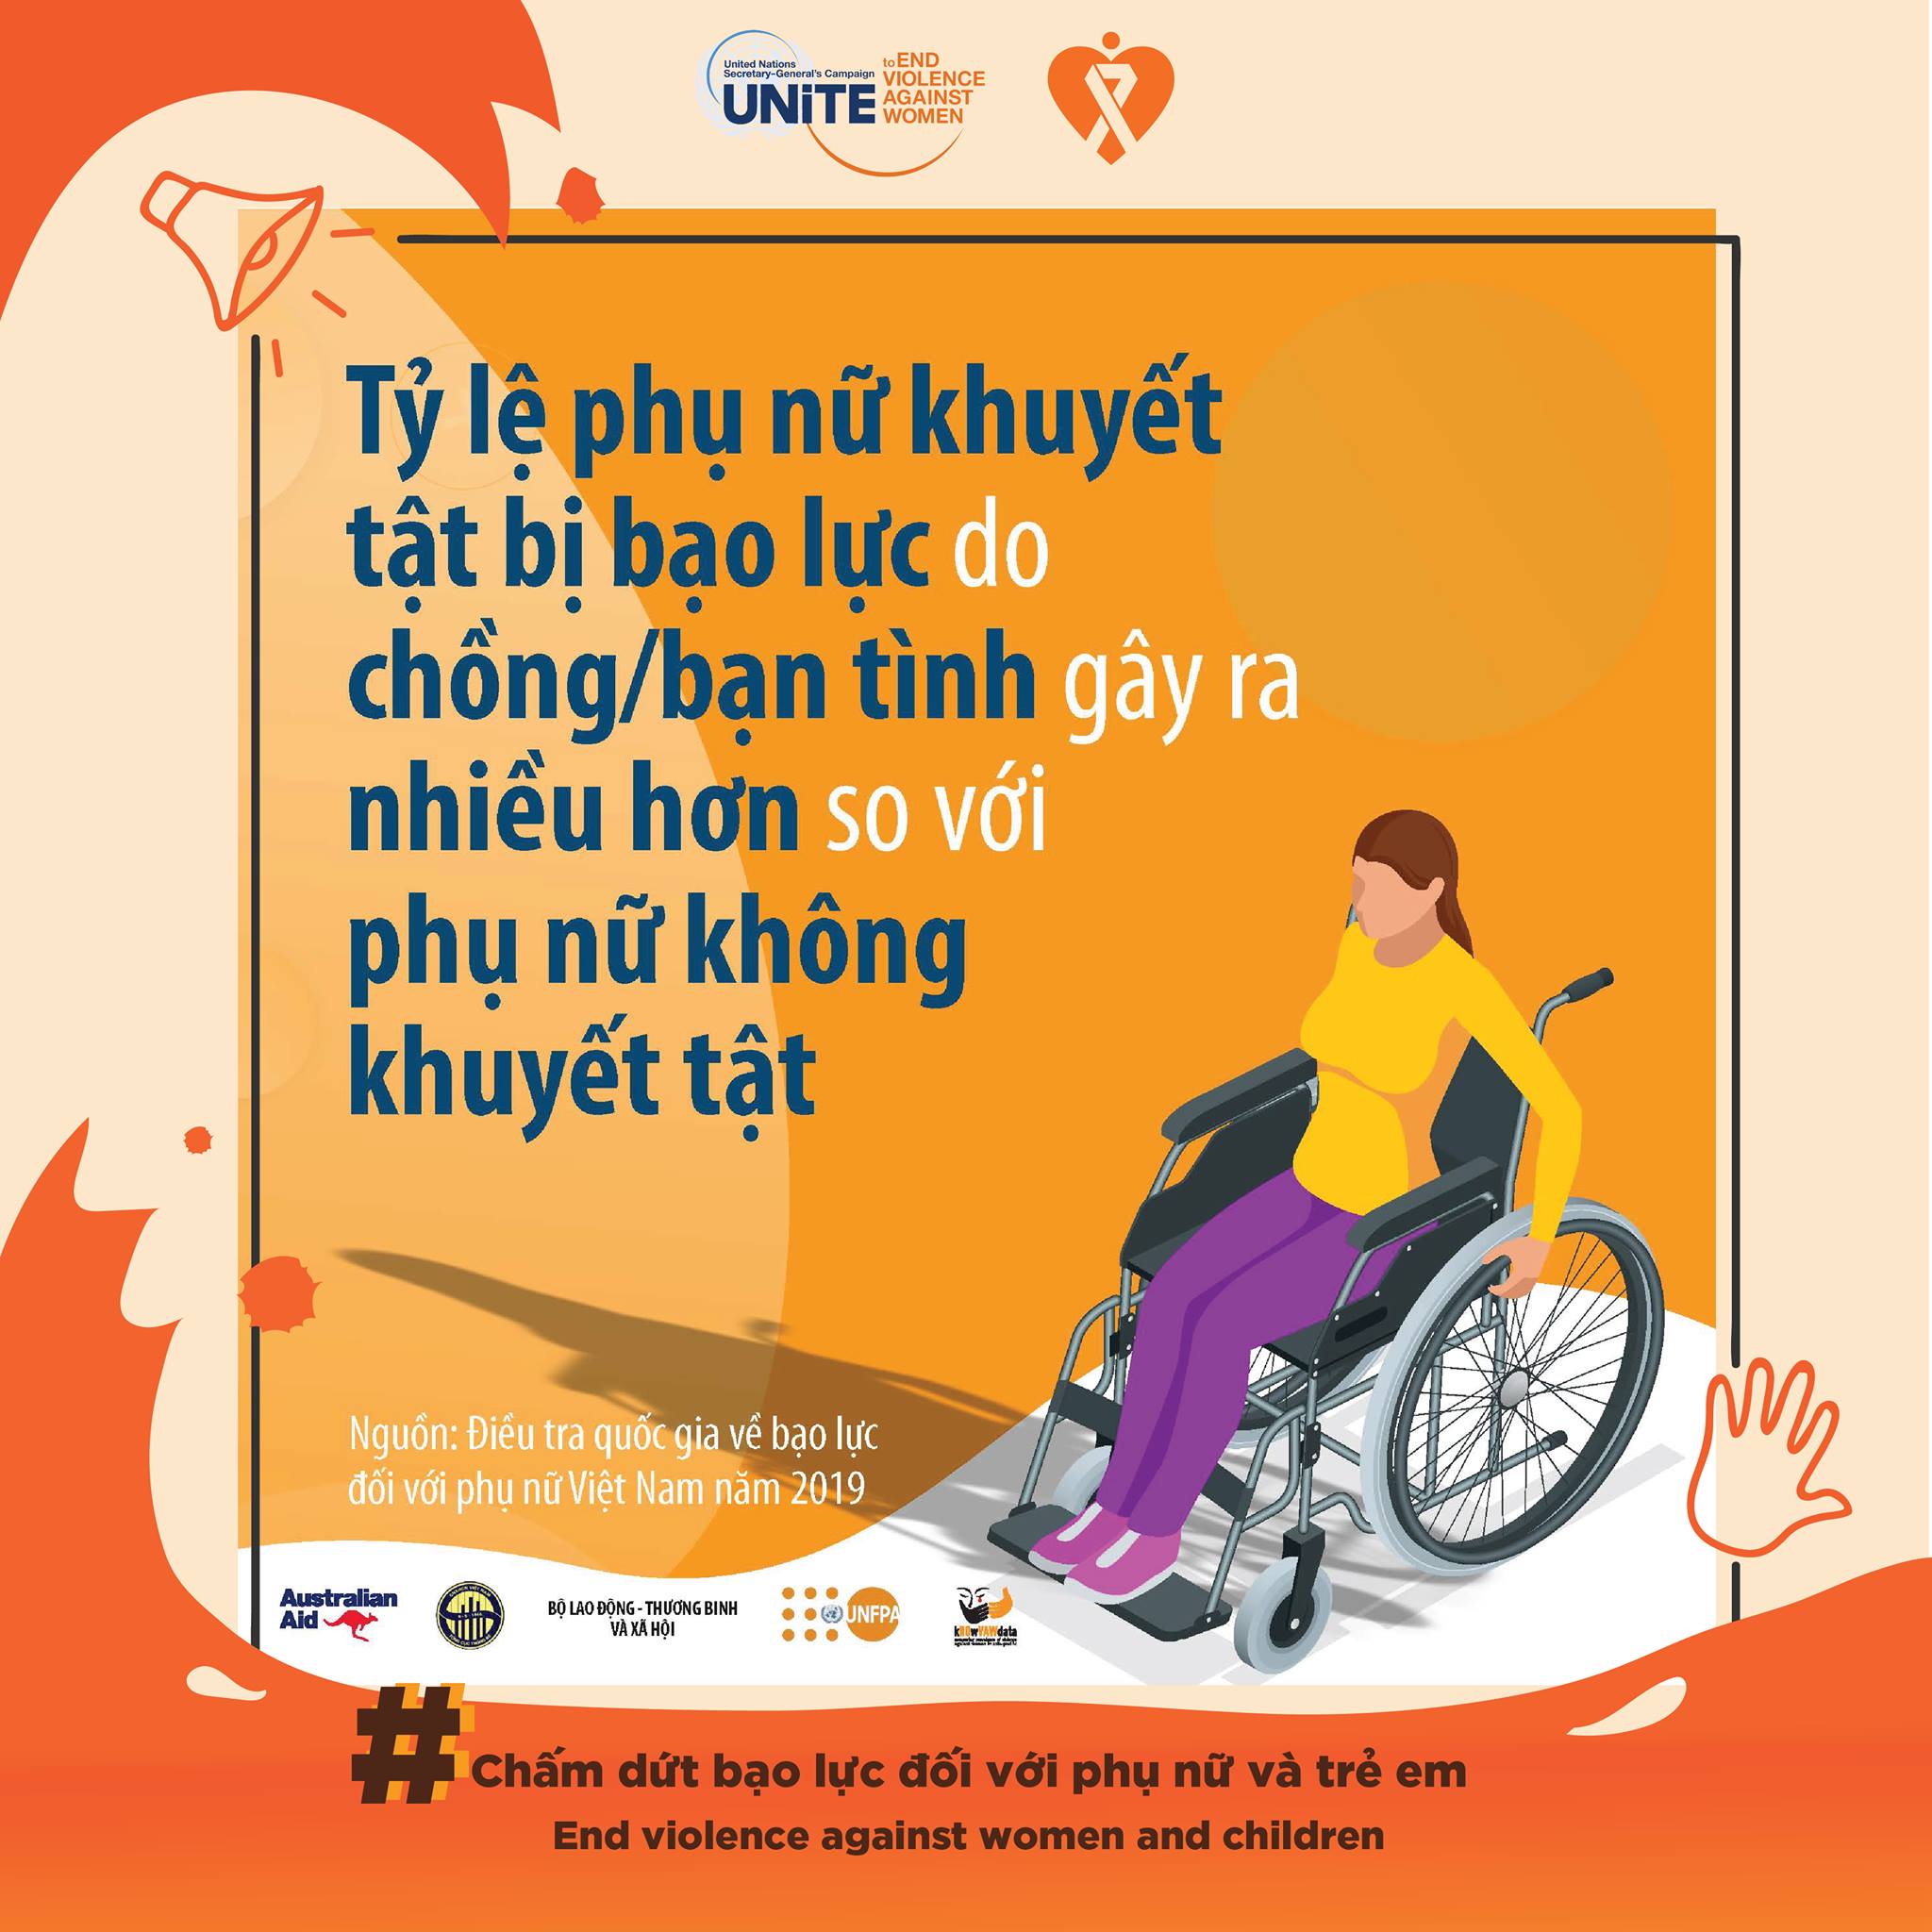 United Nations
Secretary-General's Campaign
UNiTE
to END
VIOLENCE
AGAINST
WOMEN
Tỷ lệ phụ nữ khuyết
tật bị bạo lực do
chồng/bạn tình gây ra
nhiều hơn so với
phụ nữ không
khuyết tật
Nguồn: Điều tra quốc gia về bạo lực
đối với phụ nữ Việt Nam năm 2019
Australian
Aid
BỘ LAO ĐỘNG - THƯƠNG BINH
VÀ XÃ HỘI
UNFPA
kNOwVAWdata
#Chấm dứt bạo lực đối với phụ nữ và trẻ em
End violence against women and children